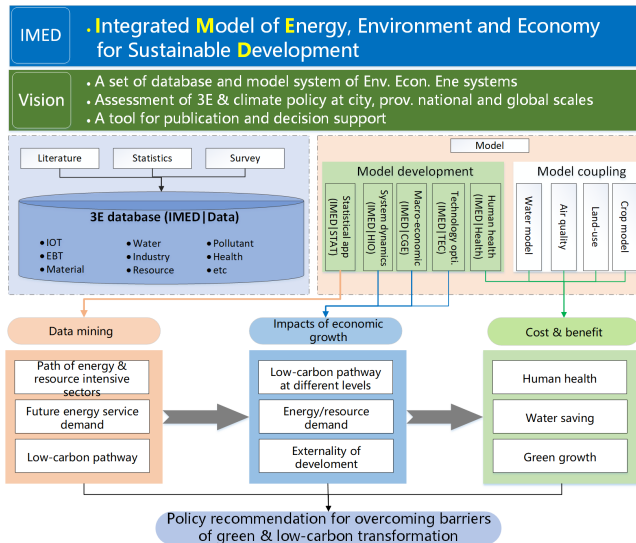 IMED
. Integrated Model of Energy, Environment and Economy
for Sustainable Development
Vision
• A set of database and model system of Env. Econ. Ene systems
• Assessment of 3E & climate policy at city, prov. national and global scales
• A tool for publication and decision support
Literature
Statistics
Survey
3E database (IMED|Data)
• IOT
• EBT
• Material
• Water
• Industry
• Resource
• Pollutant
• Health
• etc
Model
Model development
Statistical app
(IMED|STAT)
System dynamics
(IMED|HIO)
Macro-economic
(IMED|CGE)
Technology opti.
(IMED|TEC)
Human health
(IMED|Health)
Model coupling
Water model
Air quality
Land-use
Crop model
Data mining
Path of energy &
resource intensive
sectors
Future energy service
demand
Low-carbon pathway
Impacts of economic
growth
Low-carbon pathway
at different levels
Energy/resource
demand
Externality of
develoment
Cost & benefit
Human health
Water saving
Green growth
Policy recommendation for overcoming barriers
of green & low-carbon transformation